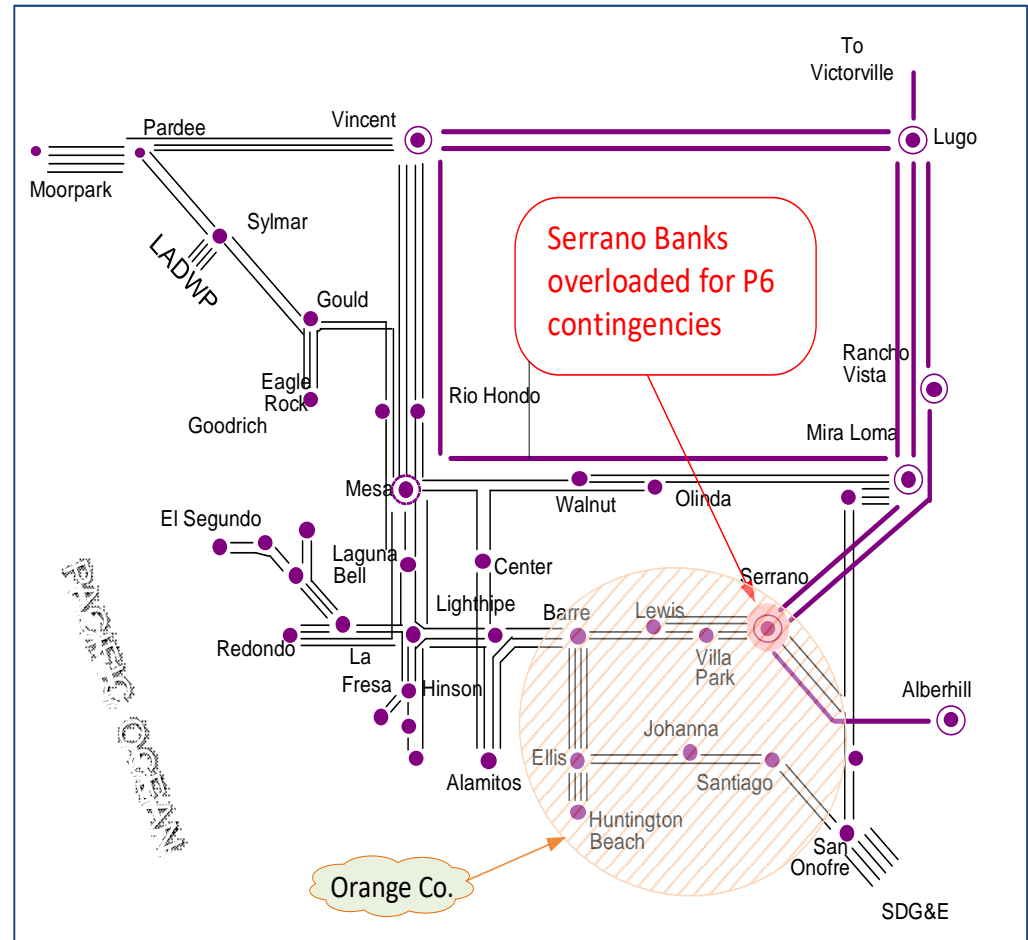 To
Victorville
Pardee
Vincent
Lugo
Moorpark
Sylmar
LADWP
Serrano Banks
overloaded for P6
contingencies
Gould
Eagle
Rock
Goodrich
Rio Hondo
Rancho
Vista
Mira Loma
Mesa
Walnut
Olinda
El Segundo
Laguna
Bell
Center
Serrano
Lighthipe
Barre
Lewis
Redondo
La
Fresa
Hinson
Villa
Park
Alberhill
PACIFIC OCEAN
Johanna
Ellis
Santiago
Alamitos
Huntington
Beach
San
Onofre
Orange Co.
SDG&E